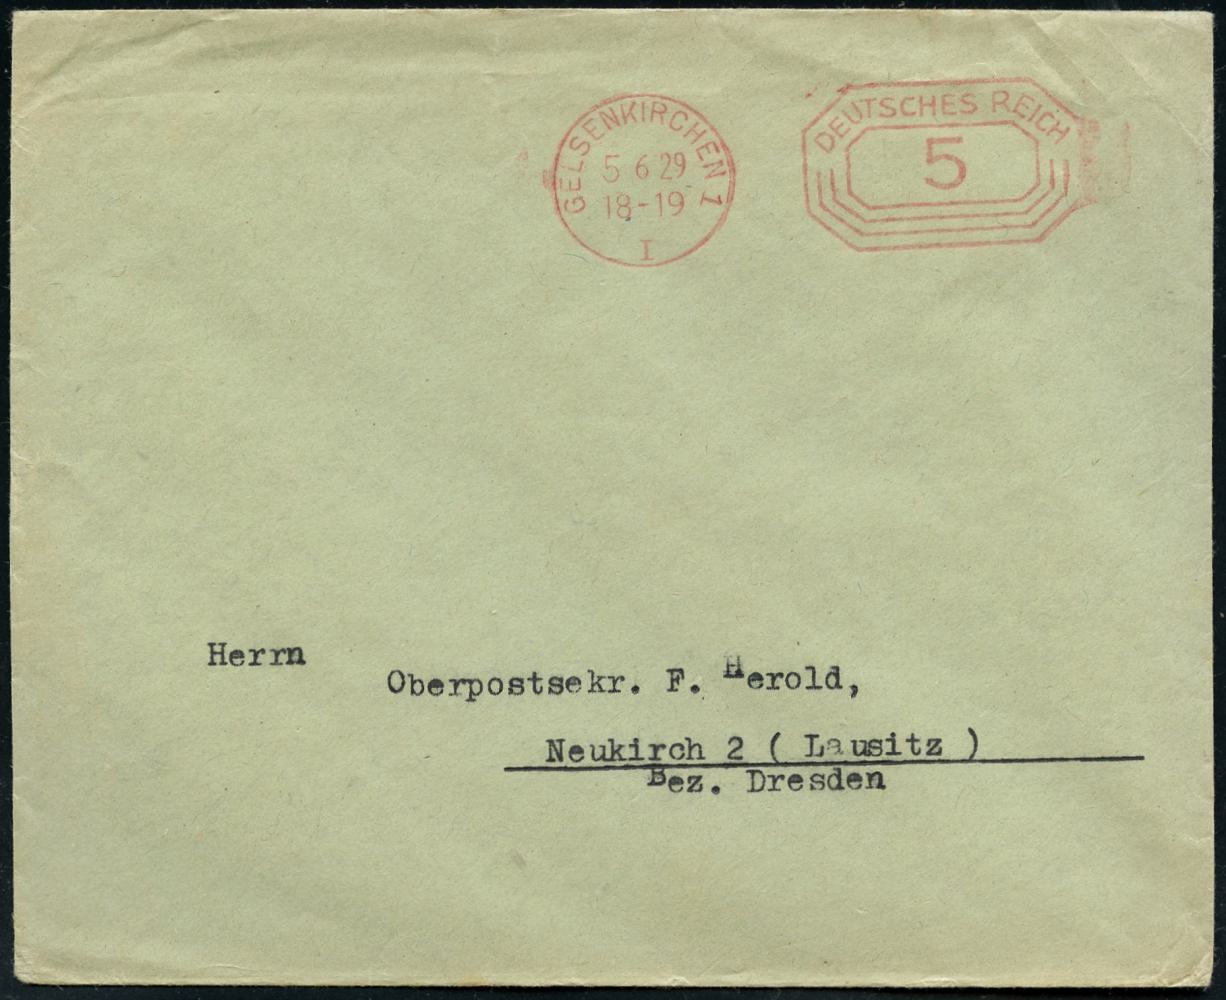 GELSENKIRCHEN 1
5 6 29
18-19
I
DEUTSCHES REICH
5
Herrn
Oberpostsekr. F. Herold,
Neukirch 2 ( Lausitz )
Bez. Dresden